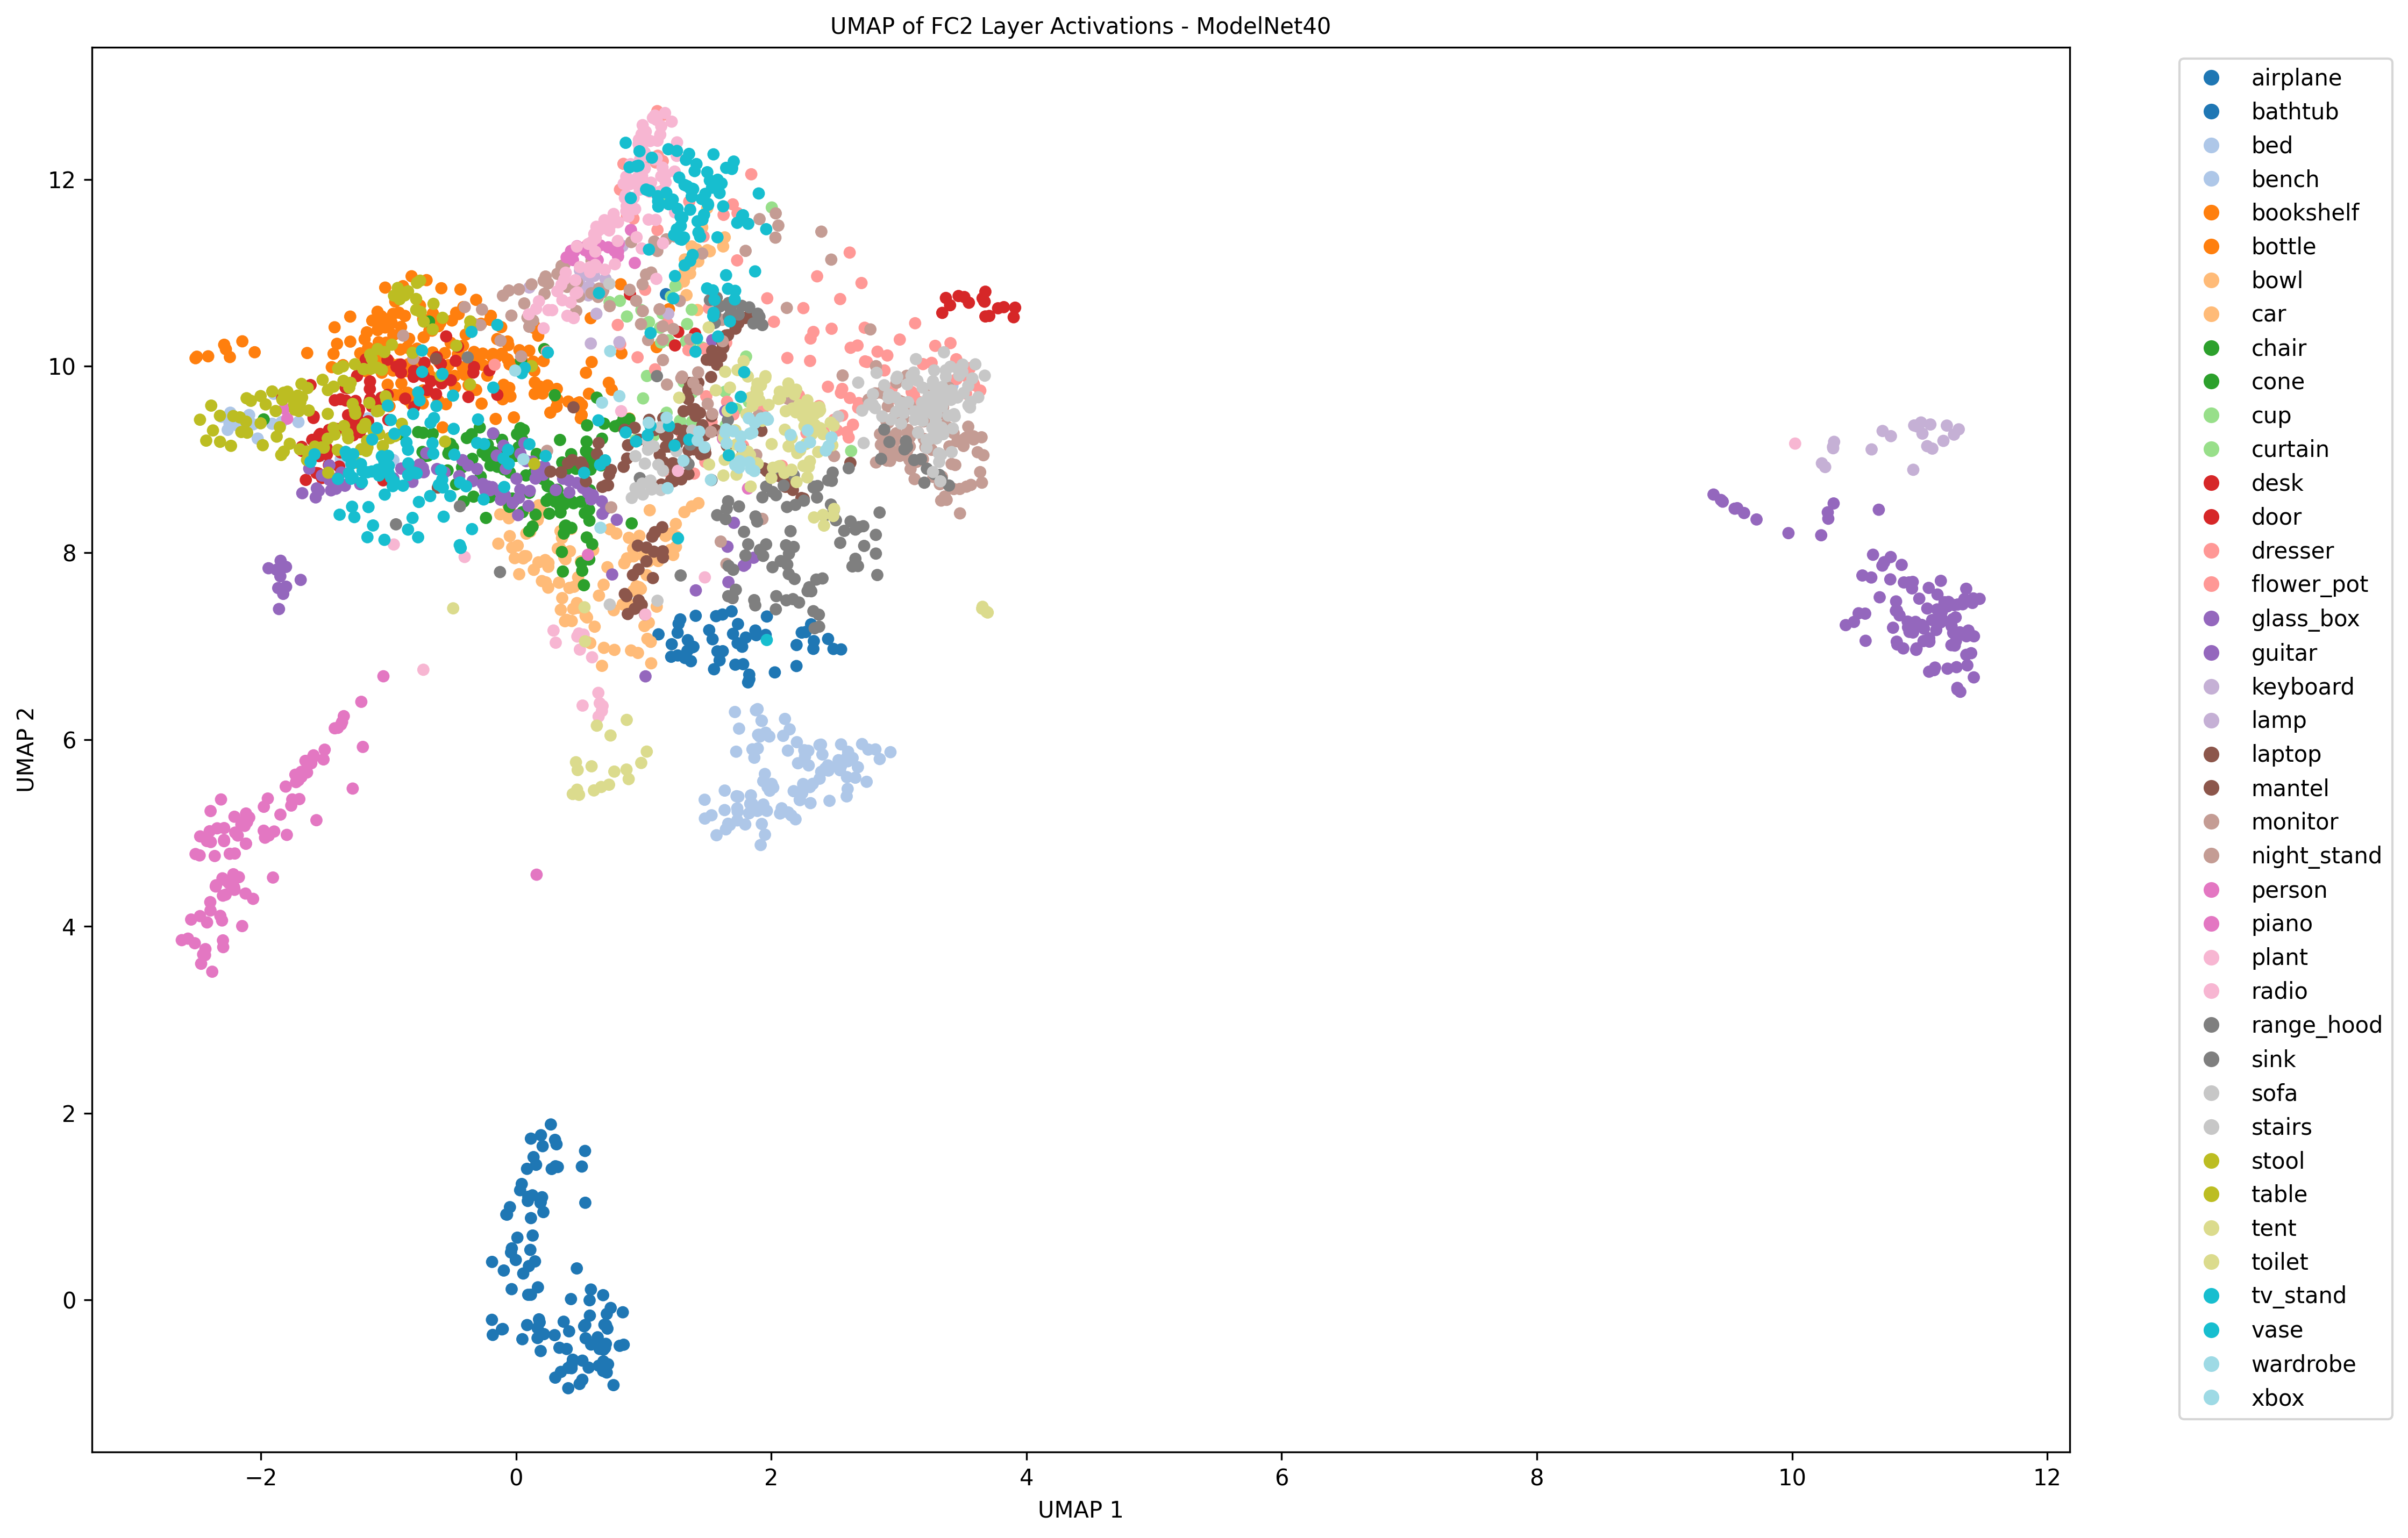 UMAP of FC2 Layer Activations - ModelNet40
UMAP 2
12
10
8
6
4
2
0
−2
0
2
4
6
8
10
12
UMAP 1
airplane
bathtub
bed
bench
bookshelf
bottle
bowl
car
chair
cone
cup
curtain
desk
door
dresser
flower_pot
glass_box
guitar
keyboard
lamp
laptop
mantel
monitor
night_stand
person
piano
plant
radio
range_hood
sink
sofa
stairs
stool
table
tent
toilet
tv_stand
vase
wardrobe
xbox